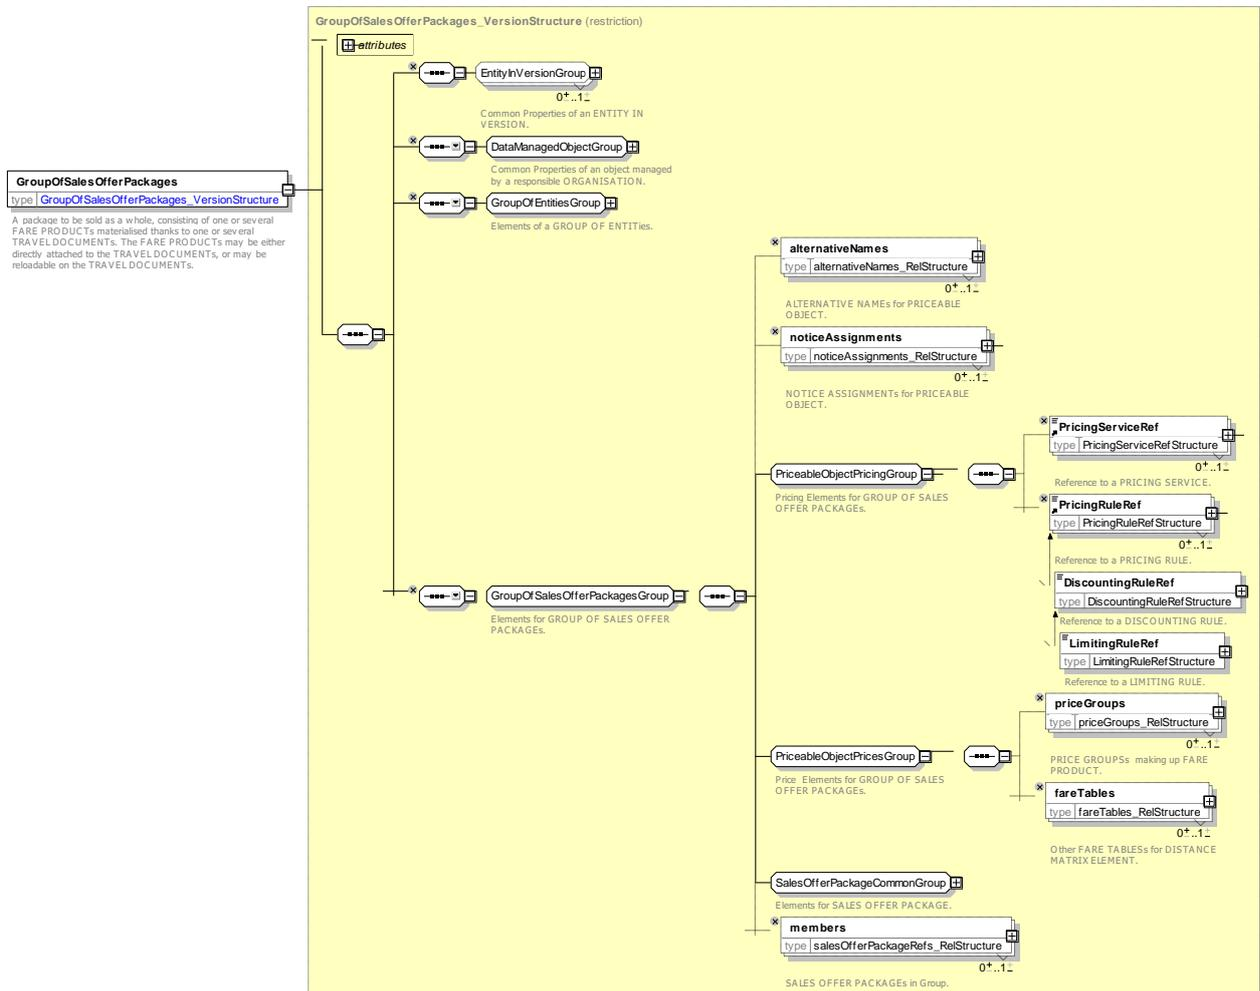 GroupOfSalesOfferPackages_VersionStructure (restriction)
attributes
EntityInVersionGroup
0..1
Common Properties of an ENTITY IN
VERSION.
DataManagedObjectGroup
Common Properties of an object managed
by a responsible ORGANISATION.
GroupOfSalesOfferPackages
type GroupOfSalesOfferPackages_VersionStructure
A package to be sold as a whole, consisting of one or several
FARE PRODUCTs materialised thanks to one or several
TRAVEL DOCUMENTs. The FARE PRODUCTs may be either
directly attached to the TRAVEL DOCUMENTs, or may be
reloadable on the TRAVEL DOCUMENTs.
GroupOfEntitiesGroup
Elements of a GROUP OF ENTITies.
alternativeNames
type alternativeNames_RelStructure
0..1
ALTERNATIVE NAMEs for PRICEABLE
OBJECT.
noticeAssignments
type noticeAssignments_RelStructure
0..1
NOTICE ASSIGNMENTs for PRICEABLE
OBJECT.
PriceableObjectPricingGroup
Pricing Elements for GROUP OF SALES
OFFER PACKAGEs.
PricingServiceRef
type PricingServiceRefStructure
0..1
Reference to a PRICING SERVICE.
PricingRuleRef
type PricingRuleRefStructure
0..1
Reference to a PRICING RULE.
DiscountingRuleRef
type DiscountingRuleRefStructure
Reference to a DISCOUNTING RULE.
LimitingRuleRef
type LimitingRuleRefStructure
Reference to a LIMITING RULE.
GroupOfSalesOfferPackagesGroup
Elements for GROUP OF SALES OFFER
PACKAGEs.
PriceableObjectPricesGroup
Price Elements for GROUP OF SALES
OFFER PACKAGEs.
priceGroups
type priceGroups_RelStructure
0..1
PRICE GROUPSs making up FARE
PRODUCT.
fareTables
type fareTables_RelStructure
0..1
Other FARE TABLESs for DISTANCE
MATRIX ELEMENT.
SalesOfferPackageCommonGroup
Elements for SALES OFFER PACKAGE.
members
type salesOfferPackageRefs_RelStructure
0..1
SALES OFFER PACKAGEs in Group.